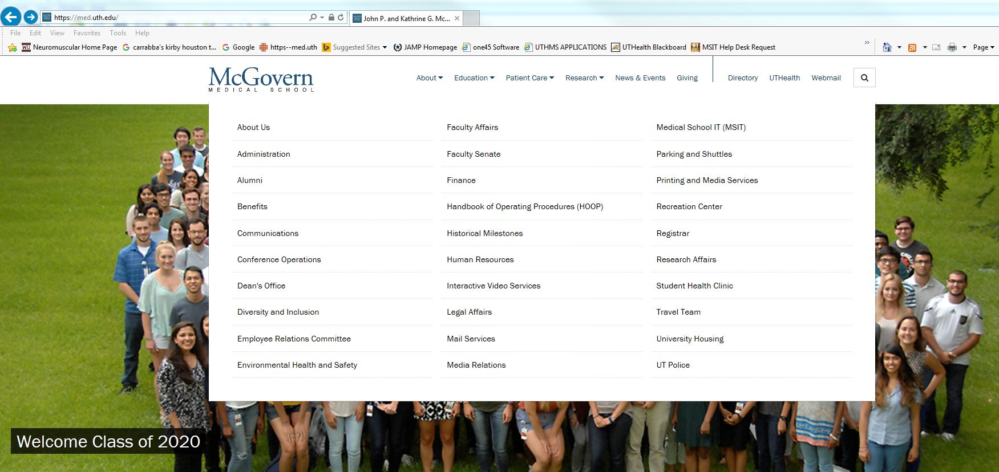 https://med.uth.edu/
John P. and Kathrine G. Mc...
File Edit View Favorites Tools Help
Neuromuscular Home Page carrabba's kirby houston t... Google https--med.uth Suggested Sites JAMP Homepage one45 Software UTHMS APPLICATIONS UTHealth Blackboard MSIT Help Desk Request » Page
McGovern
MEDICAL SCHOOL
About Education Patient Care Research News & Events Giving Directory UTHealth Webmail
About Us Faculty Affairs Medical School IT (MSIT)
Administration Faculty Senate Parking and Shuttles
Alumni Finance Printing and Media Services
Benefits Handbook of Operating Procedures (HOOP) Recreation Center
Communications Historical Milestones Registrar
Conference Operations Human Resources Research Affairs
Dean's Office Interactive Video Services Student Health Clinic
Diversity and Inclusion Legal Affairs Travel Team
Employee Relations Committee Mail Services University Housing
Environmental Health and Safety Media Relations UT Police
Welcome Class of 2020